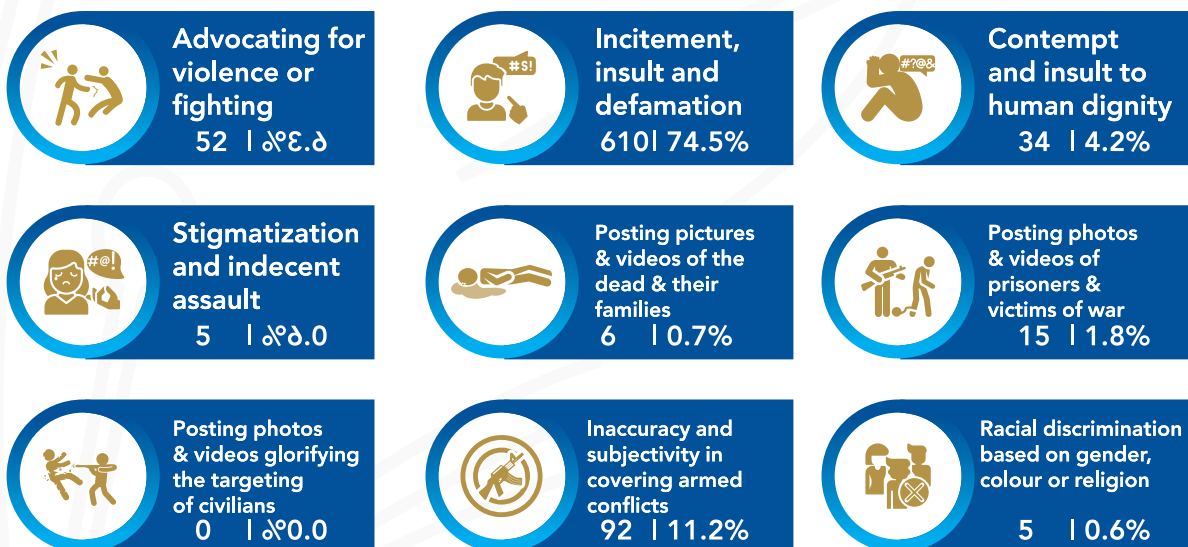 Advocating for
violence or
fighting
52 |
#$!
Incitement,
insult and
defamation
610| 74.5%
#?@&
Contempt
and insult to
human dignity
34 | 4.2%
#@!
Stigmatization
and indecent
assault
5 |
Posting pictures
& videos of the
dead & their
families
6 | 0.7%
Posting photos
& videos of
prisoners &
victims of war
15 | 1.8%
Posting photos
& videos glorifying
the targeting
of civilians
0 |
Inaccuracy and
subjectivity in
covering armed
conflicts
92 | 11.2%
Racial discrimination
based on gender,
colour or religion
5 | 0.6%